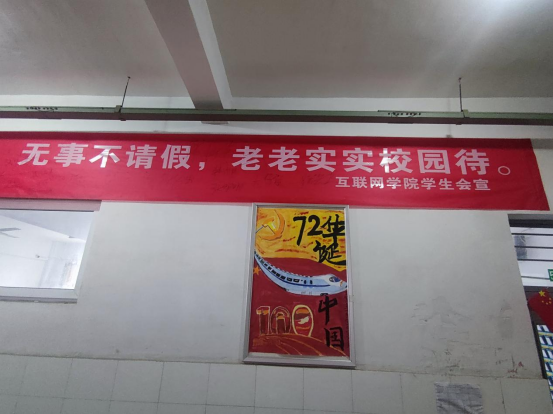 无事不请假，老老实实校园待。
互联网学院学生会宣
72华诞
100
中国